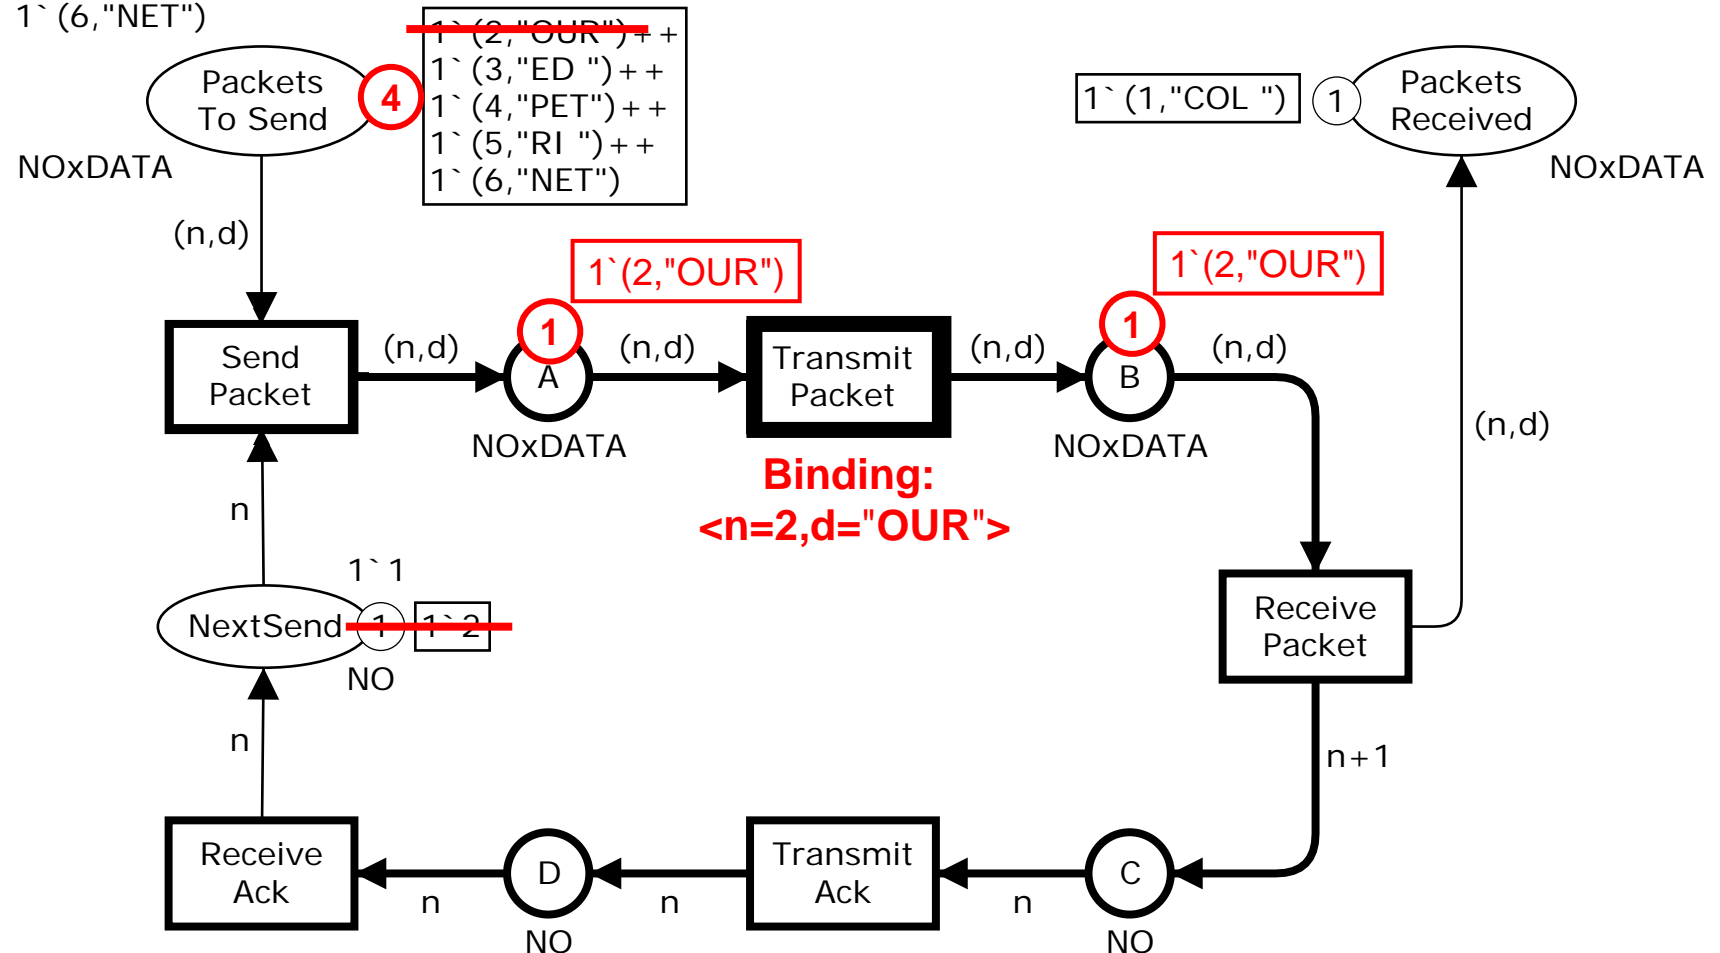 1`(6,"NET")
1`(2,"OUR")++
1`(3,"ED ")++
1`(4,"PET")++
1`(5,"RI ")++
1`(6,"NET")
Packets
To Send
4
NOxDATA
1`(1,"COL ")
1
Packets
Received
NOxDATA
(n,d)
1`(2,"OUR")
1`(2,"OUR")
Send
Packet
(n,d)
1
A
NOxDATA
(n,d)
Transmit
Packet
(n,d)
1
B
NOxDATA
(n,d)
(n,d)
Binding:
<n=2,d="OUR">
n
1`1
NextSend
1
1`2
NO
Receive
Packet
n
n+1
Receive
Ack
n
D
NO
n
Transmit
Ack
n
C
NO